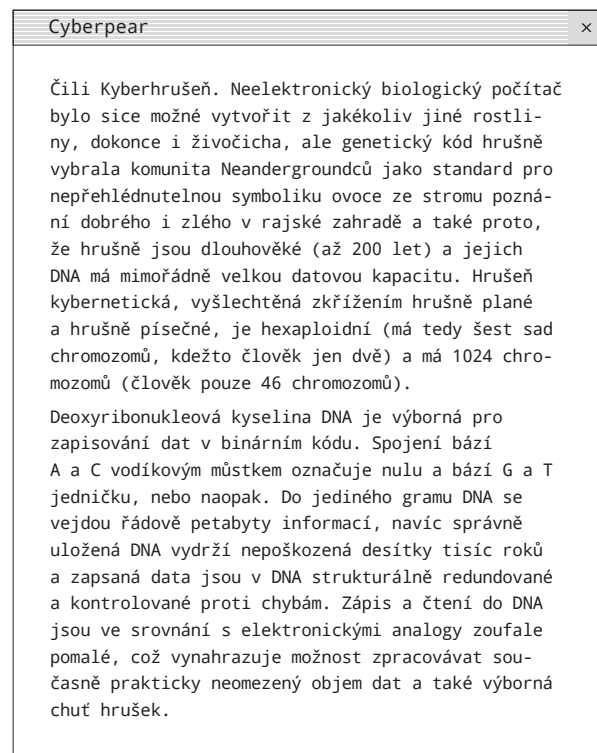 Cyberpear ×
Čili Kyberhrušeň. Neelektronický biologický počítač
bylo sice možné vytvořit z jakékoliv jiné rostli-
ny, dokonce i živočicha, ale genetický kód hrušně
vybrala komunita Neandergroundců jako standard pro
nepřehlédnutelnou symboliku ovoce ze stromu pozná-
ní dobrého i zlého v rajské zahradě a také proto,
že hrušně jsou dlouhověké (až 200 let) a jejich
DNA má mimořádně velkou datovou kapacitu. Hrušeň
kybernetická, vyšlechtěná zkřížením hrušně plané
a hrušně písečné, je hexaploidní (má tedy šest sad
chromozomů, kdežto člověk jen dvě) a má 1024 chro-
mozomů (člověk pouze 46 chromozomů).
Deoxyribonukleová kyselina DNA je výborná pro
zapisování dat v binárním kódu. Spojení bází
A a C vodíkovým můstkem označuje nulu a bází G a T
jedničku, nebo naopak. Do jediného gramu DNA se
vejdou řádově petabyty informací, navíc správně
uložená DNA vydrží nepoškozená desítky tisíc roků
a zapsaná data jsou v DNA strukturálně redundované
a kontrolované proti chybám. Zápis a čtení do DNA
jsou ve srovnání s elektronickými analogy zoufale
pomalé, což vynahrazuje možnost zpracovávat sou-
časně prakticky neomezený objem dat a také výborná
chuť hrušek.